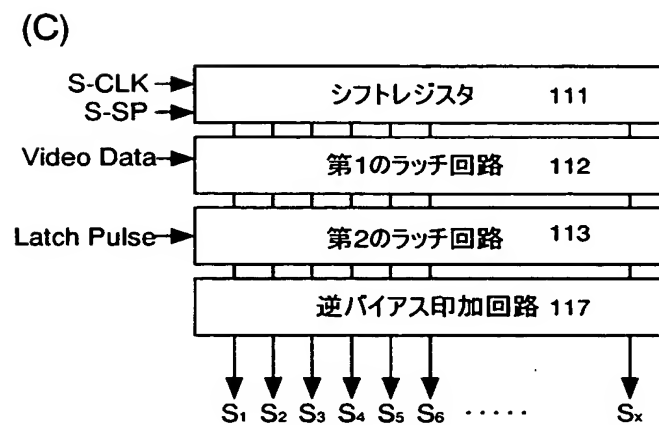 (C)
S-CLK
S-SP
シフトレジスタ 111
Video Data
第1のラッチ回路 112
Latch Pulse
第2のラッチ回路 113
逆バイアス印加回路 117
S1 S2 S3 S4 S5 S6 ····· Sx